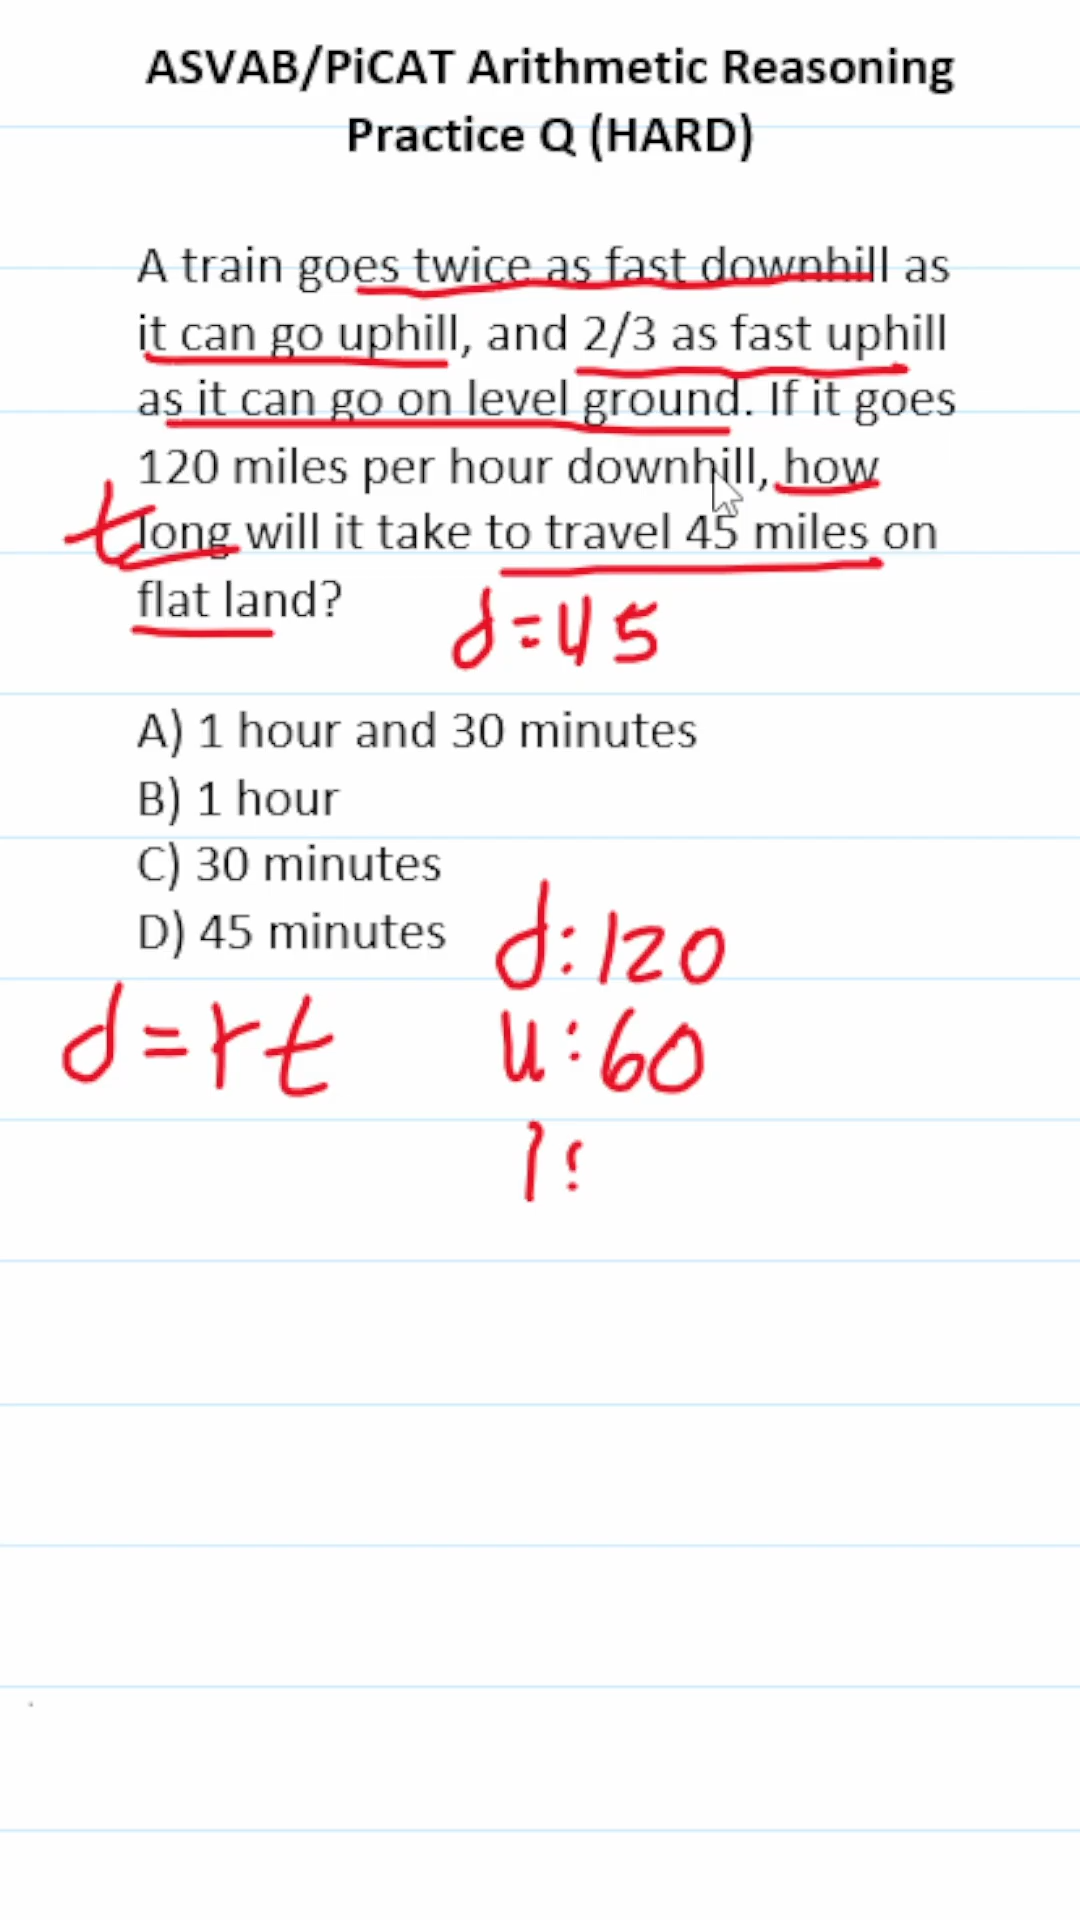 ASVAB/PiCAT Arithmetic Reasoning
Practice Q (HARD)
A train goes twice as fast downhill as
it can go uphill, and 2/3 as fast uphill
as it can go on level ground. If it goes
120 miles per hour downhill, how
t
long will it take to travel 45 miles on
flat land?
d=45
A) 1 hour and 30 minutes
B) 1 hour
C) 30 minutes
D) 45 minutes
d:120
d=rt
u:60
l: